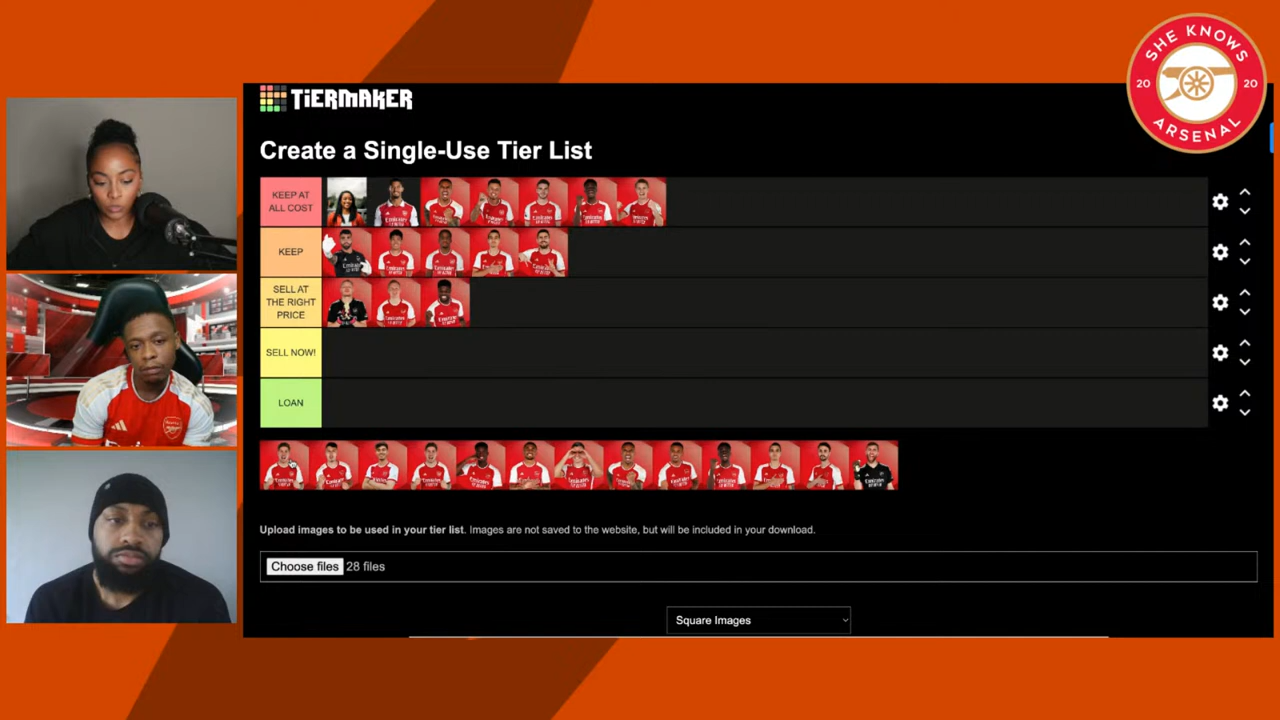 SHE KNOWS
20 20
ARSENAL
TiERMAKER
Create a Single-Use Tier List
KEEP AT
ALL COST
KEEP
SELL AT
THE RIGHT
PRICE
SELL NOW!
LOAN
Upload images to be used in your tier list. Images are not saved to the website, but will be included in your download.
Choose files 28 files
Square Images